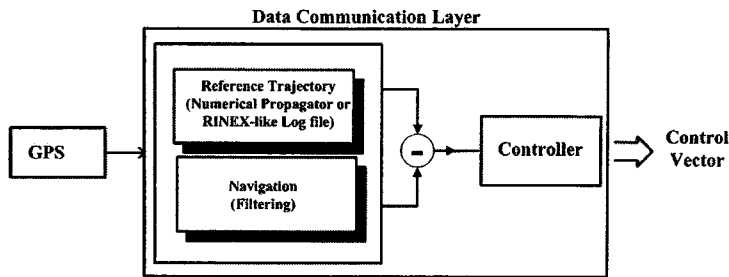 Data Communication Layer
Reference Trajectory
(Numerical Propagator or
RINEX-like Log file)
GPS
Navigation
(Filtering)
-
Controller
Control
Vector